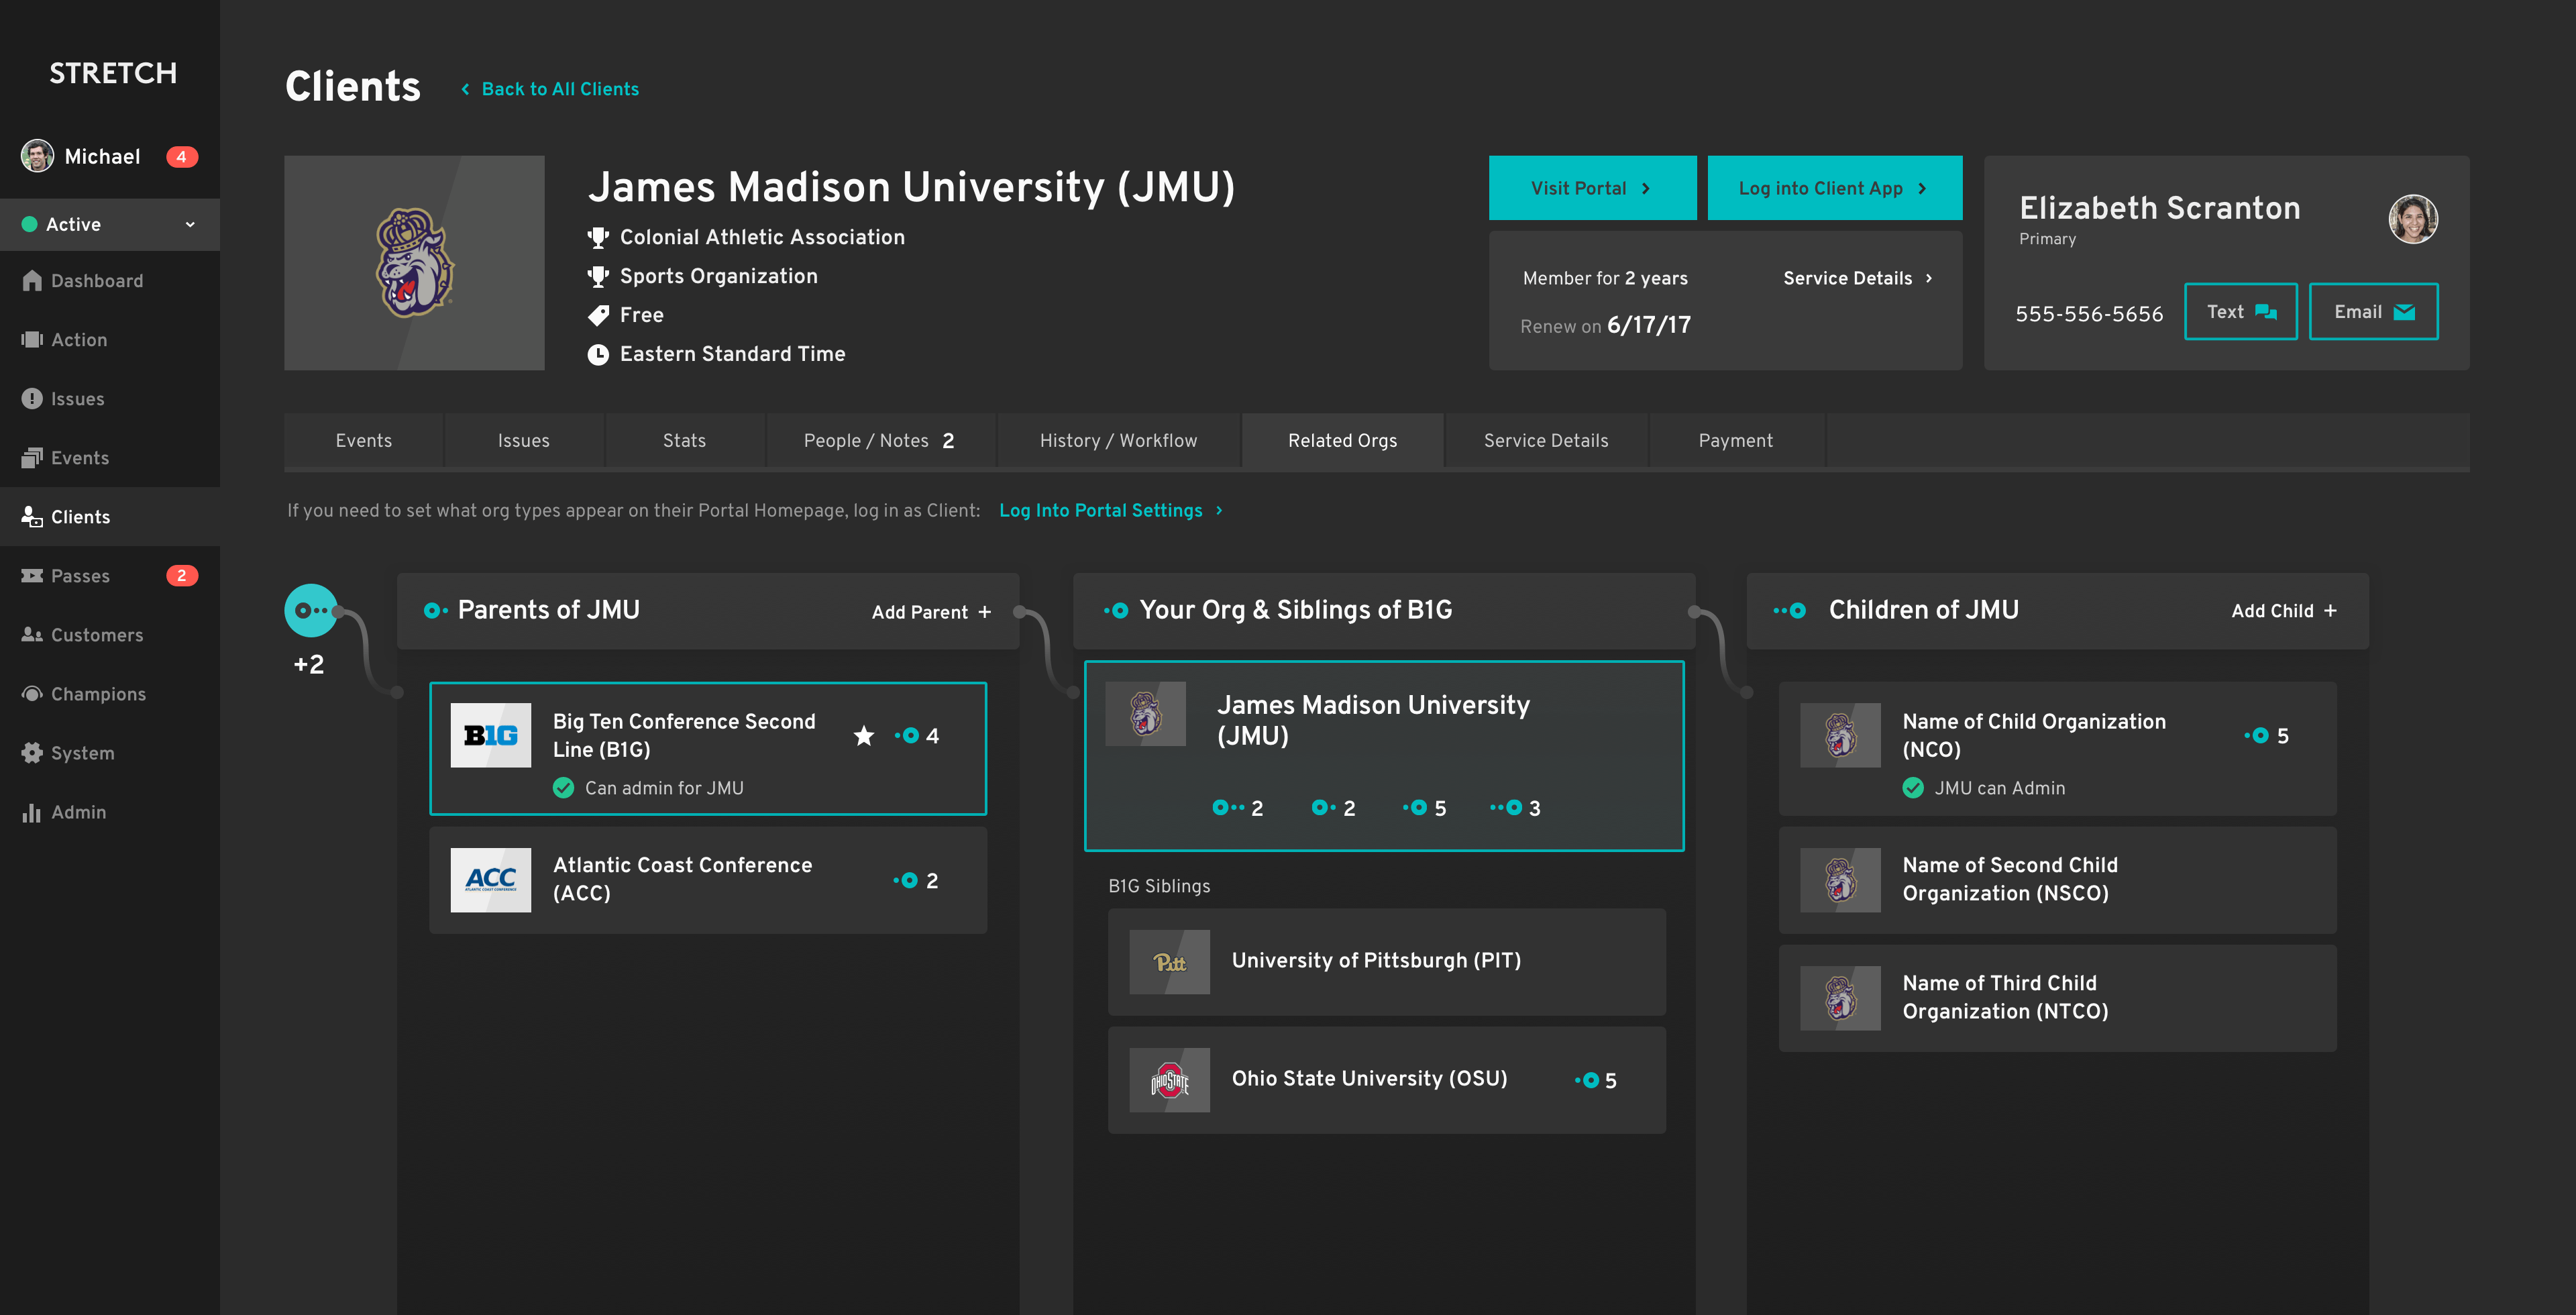 STRETCH
Michael 4
Active
Dashboard
Action
Issues
Events
Clients
Passes 2
Customers
Champions
System
Admin
Clients
Back to All Clients
James Madison University (JMU)
Colonial Athletic Association
Sports Organization
Free
Eastern Standard Time
Visit Portal
Log into Client App
Member for 2 years
Service Details
Renew on 6/17/17
Elizabeth Scranton
Primary
555-556-5656
Text
Email
Events
Issues
Stats
People / Notes 2
History / Workflow
Related Orgs
Service Details
Payment
If you need to set what org types appear on their Portal Homepage, log in as Client: Log Into Portal Settings
+2
Parents of JMU
Add Parent +
B1G
Big Ten Conference Second
Line (B1G)
4
Can admin for JMU
ACC
ATLANTIC COAST CONFERENCE
Atlantic Coast Conference
(ACC)
2
Your Org & Siblings of B1G
James Madison University
(JMU)
2 2 5 3
B1G Siblings
Pitt
University of Pittsburgh (PIT)
OHIO STATE
Ohio State University (OSU)
5
Children of JMU
Add Child +
Name of Child Organization
(NCO)
5
JMU can Admin
Name of Second Child
Organization (NSCO)
Name of Third Child
Organization (NTCO)